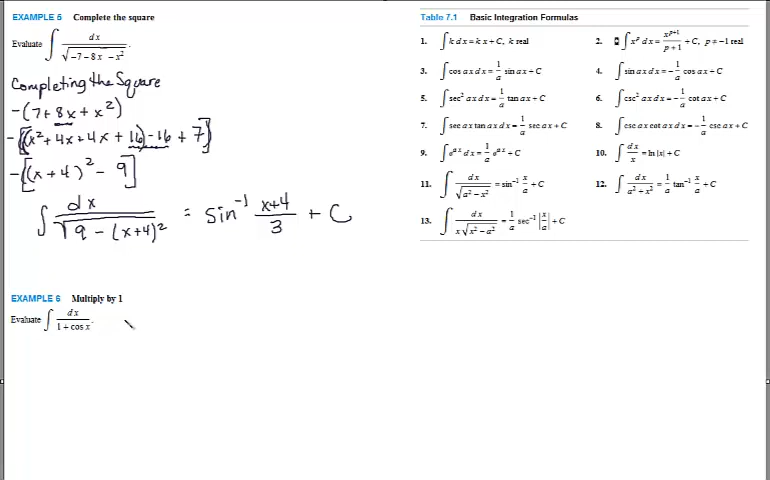 EXAMPLE 5 Complete the square
Evaluate ∫ dx / √(-7 - 8x - x²).
Completing the Square
-(7 + 8x + x²)
-[(x² + 4x + 4x + 16) - 16 + 7]
-[(x + 4)² - 9]
∫ dx / √(9 - (x+4)²) = sin⁻¹ (x+4)/3 + C
EXAMPLE 6 Multiply by 1
Evaluate ∫ dx / (1 + cos x).
Table 7.1 Basic Integration Formulas
1. ∫ k dx = k x + C, k real
2. ∫ xᵖ dx = xᵖ⁺¹/(p + 1) + C, p ≠ -1 real
3. ∫ cos ax dx = 1/a sin ax + C
4. ∫ sin ax dx = -1/a cos ax + C
5. ∫ sec² ax dx = 1/a tan ax + C
6. ∫ csc² ax dx = -1/a cot ax + C
7. ∫ sec ax tan ax dx = 1/a sec ax + C
8. ∫ csc ax cot ax dx = -1/a csc ax + C
9. ∫ eᵃˣ dx = 1/a eᵃˣ + C
10. ∫ dx/x = ln |x| + C
11. ∫ dx / √(a² - x²) = sin⁻¹ x/a + C
12. ∫ dx / (a² + x²) = 1/a tan⁻¹ x/a + C
13. ∫ dx / (x√(x² - a²)) = 1/a sec⁻¹ |x/a| + C